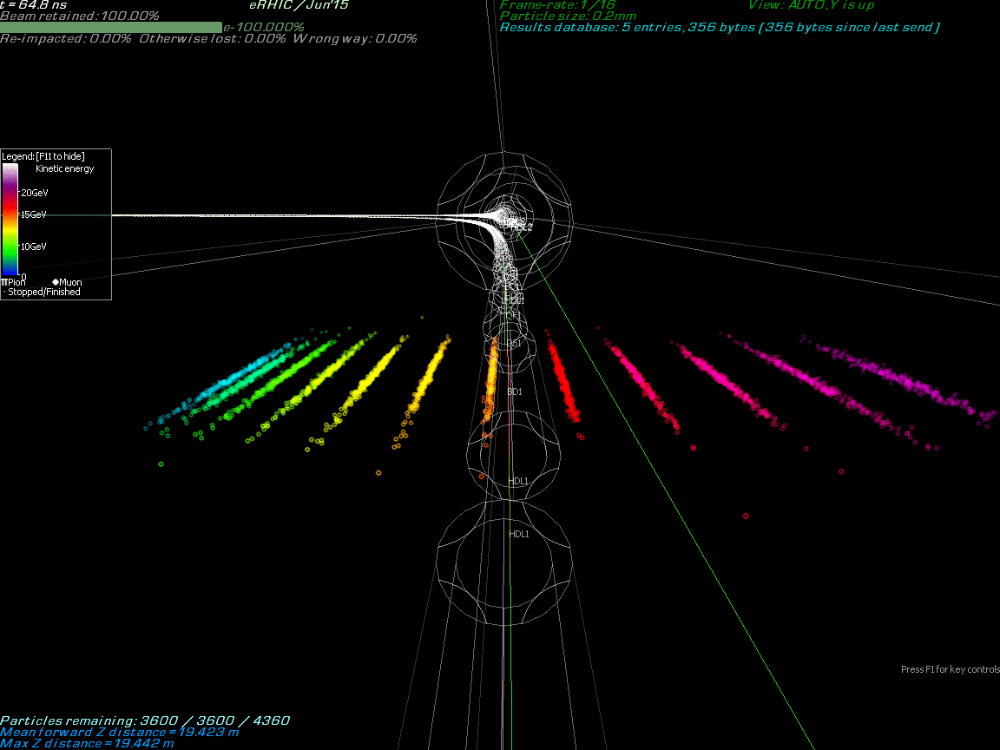 t = 64.8 ns
eRHIC / Jun'15
Frame-rate: 1 / 16
View: AUTO, Y is up
Beam retained: 100.00%
Particle size: 0.2mm
e- 100.000%
Results database: 5 entries, 356 bytes (356 bytes since last send)
Re-impacted: 0.00% Otherwise lost: 0.00% Wrong way: 0.00%
Legend: [F11 to hide]
Kinetic energy
20GeV
15GeV
10GeV
0
πPion ◆Muon
· Stopped/Finished
HDL2
DS1
BD1
HDL1
HDL1
Press F1 for key controls
Particles remaining: 3600 / 3600 / 4360
Mean forward Z distance = 19.423 m
Max Z distance = 19.442 m